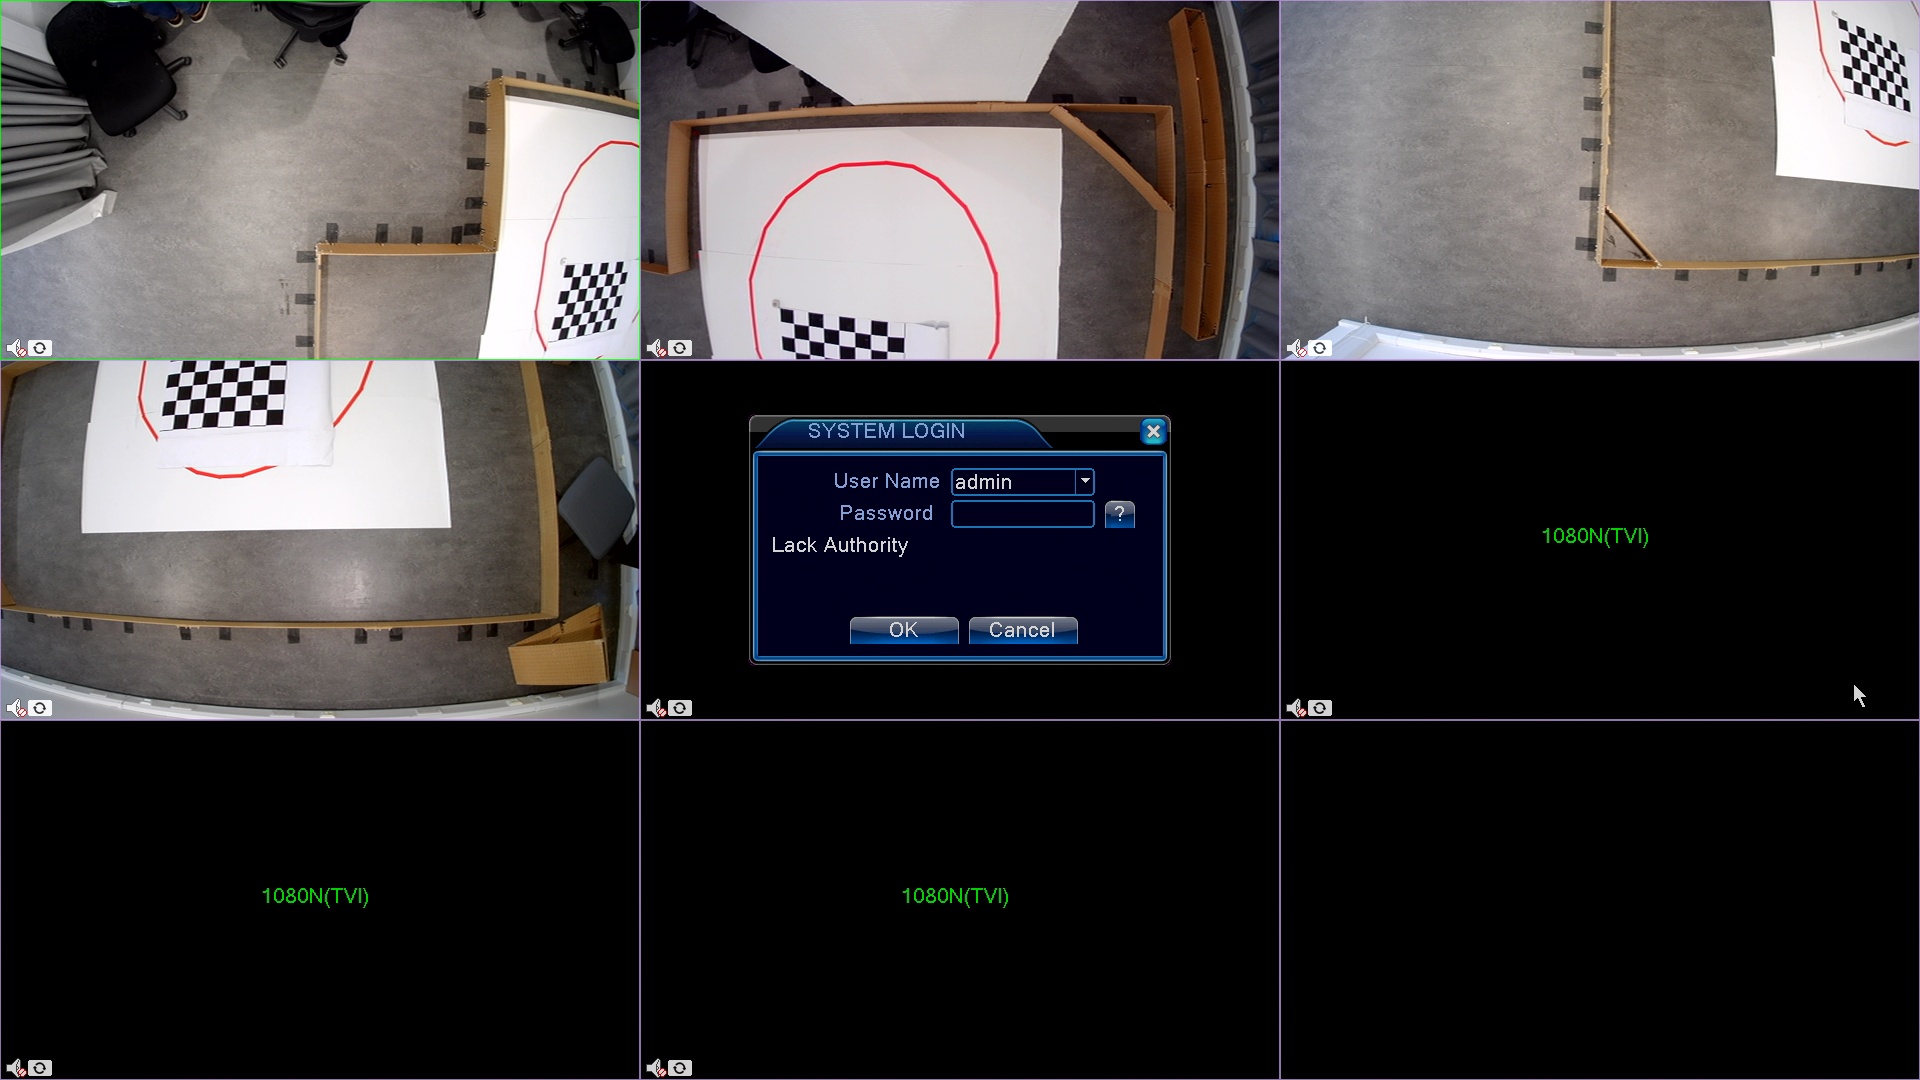 SYSTEM LOGIN
User Name admin
Password ?
Lack Authority
OK Cancel
1080N(TVI)
1080N(TVI)
1080N(TVI)